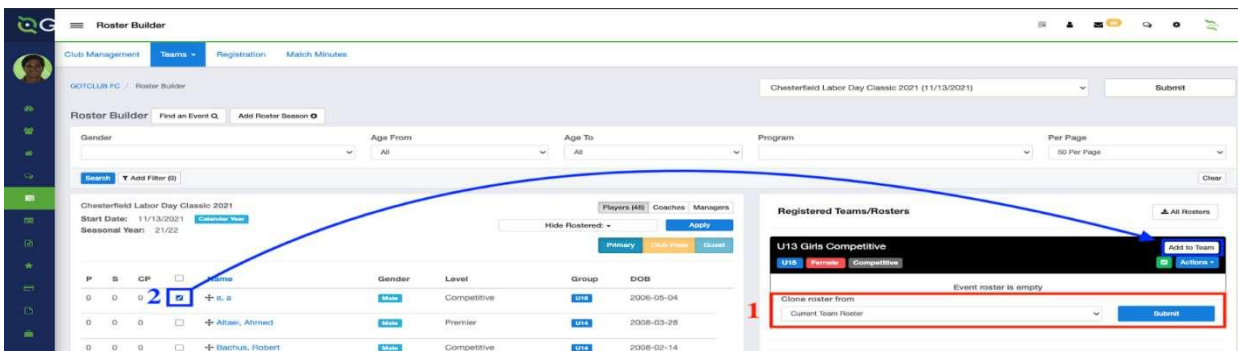 G Roster Builder
Club Management Teams Registration Match Minutes
GOTCLUB FC / Roster Builder Chesterfield Labor Day Classic 2021 (11/13/2021) Submit
Roster Builder Find an Event Add Roster Season
Gender Age From Age To Program Per Page
All All 50 Per Page
Search Add Filter (0) Clear
Chesterfield Labor Day Classic 2021 Players (48) Coaches Managers Registered Teams/Rosters All Rosters
Start Date: 11/13/2021 Calendar Year
Seasonal Year: 21/22 Hide Rostered: Apply
Primary Club Pass Guest U13 Girls Competitive Add to Team
U15 Female Competitive Actions
P S CP Name Gender Level Group DOB Event roster is empty
0 0 0 2 a, a Male Competitive 2006-05-04 Clone roster from
1 Current Team Roster Submit
0 0 0 Altaei, Ahmed Male Premier U14 2008-03-28
0 0 0 Bachus, Robert Male Competitive U14 2008-02-14